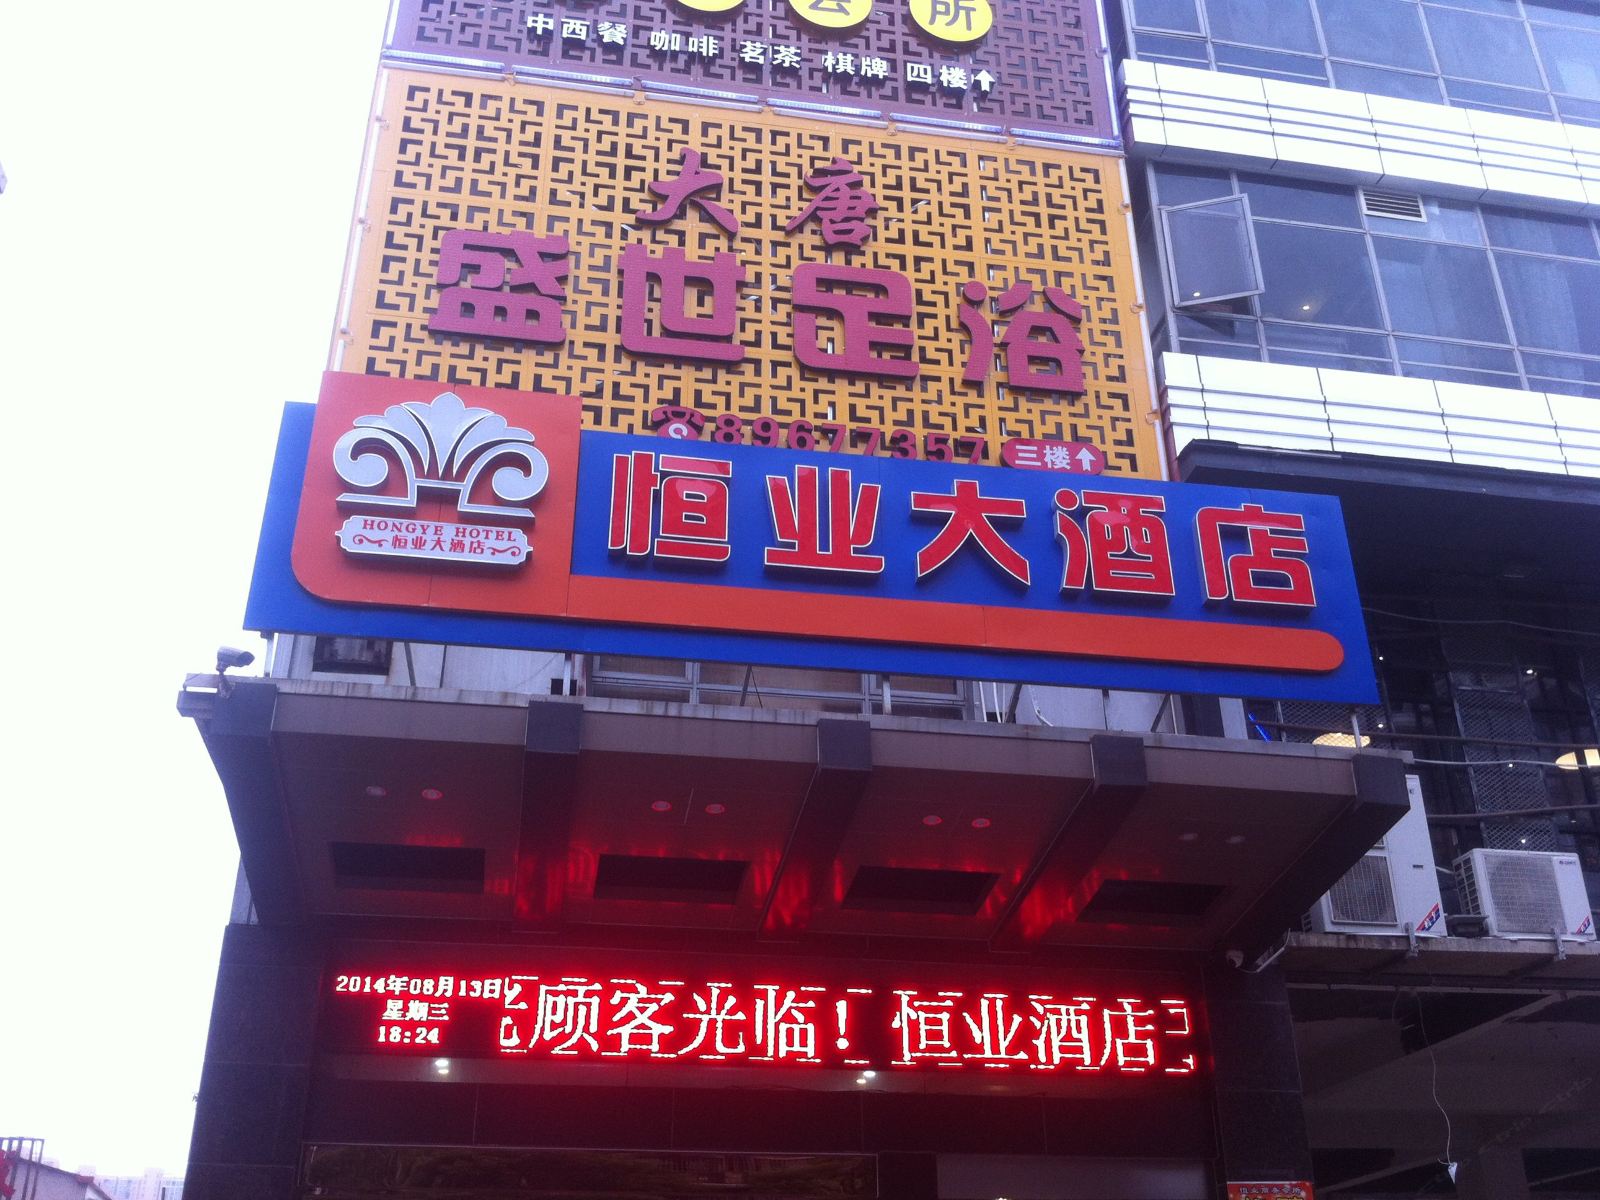 会所
中西餐 咖啡 茗茶 棋牌 四楼
大唐
盛世足浴
89677357 三楼
HONGYE HOTEL
恒业大酒店
恒业大酒店
2014年08月13日
星期三
18:24
顾客光临！恒业酒店